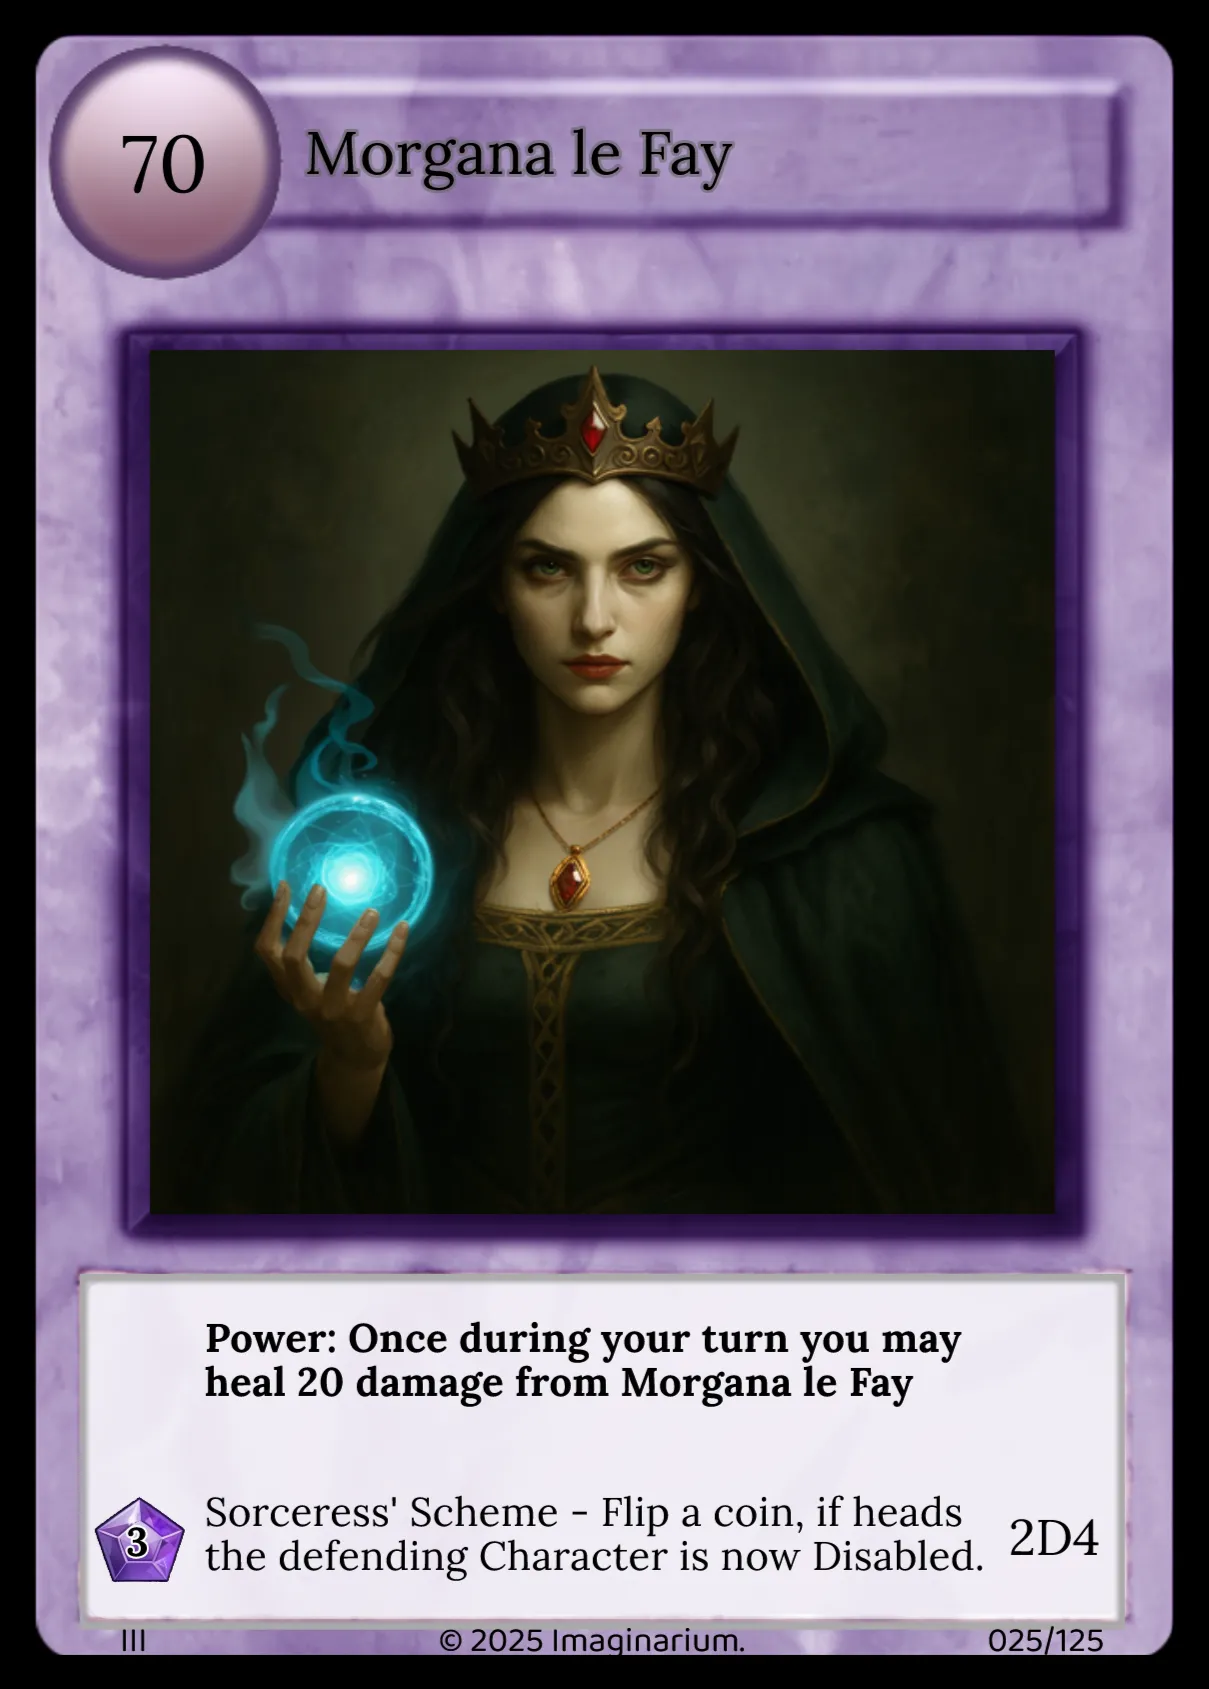 70
Morgana le Fay
Power: Once during your turn you may
heal 20 damage from Morgana le Fay
3
Sorceress' Scheme - Flip a coin, if heads
the defending Character is now Disabled.
2D4
III
© 2025 Imaginarium.
025/125